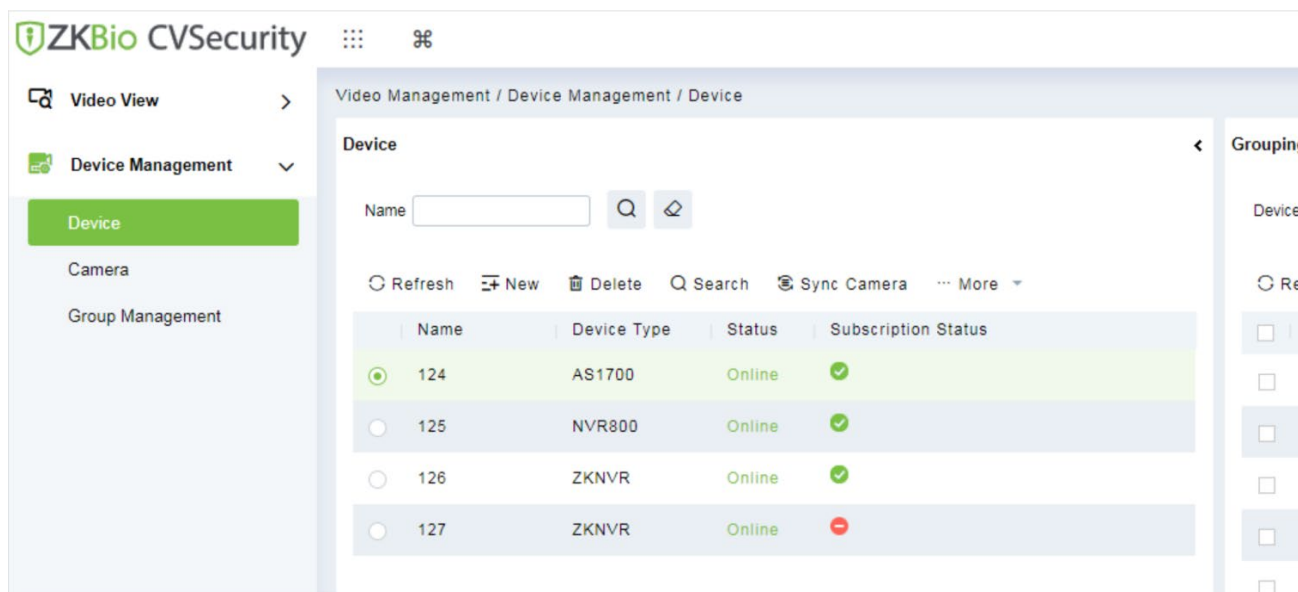 ZKBio CVSecurity
Video View
Device Management
Device
Camera
Group Management
Video Management / Device Management / Device
Device
Name
Refresh New Delete Search Sync Camera ··· More
Name Device Type Status Subscription Status
124 AS1700 Online
125 NVR800 Online
126 ZKNVR Online
127 ZKNVR Online
Grouping
Device
Re